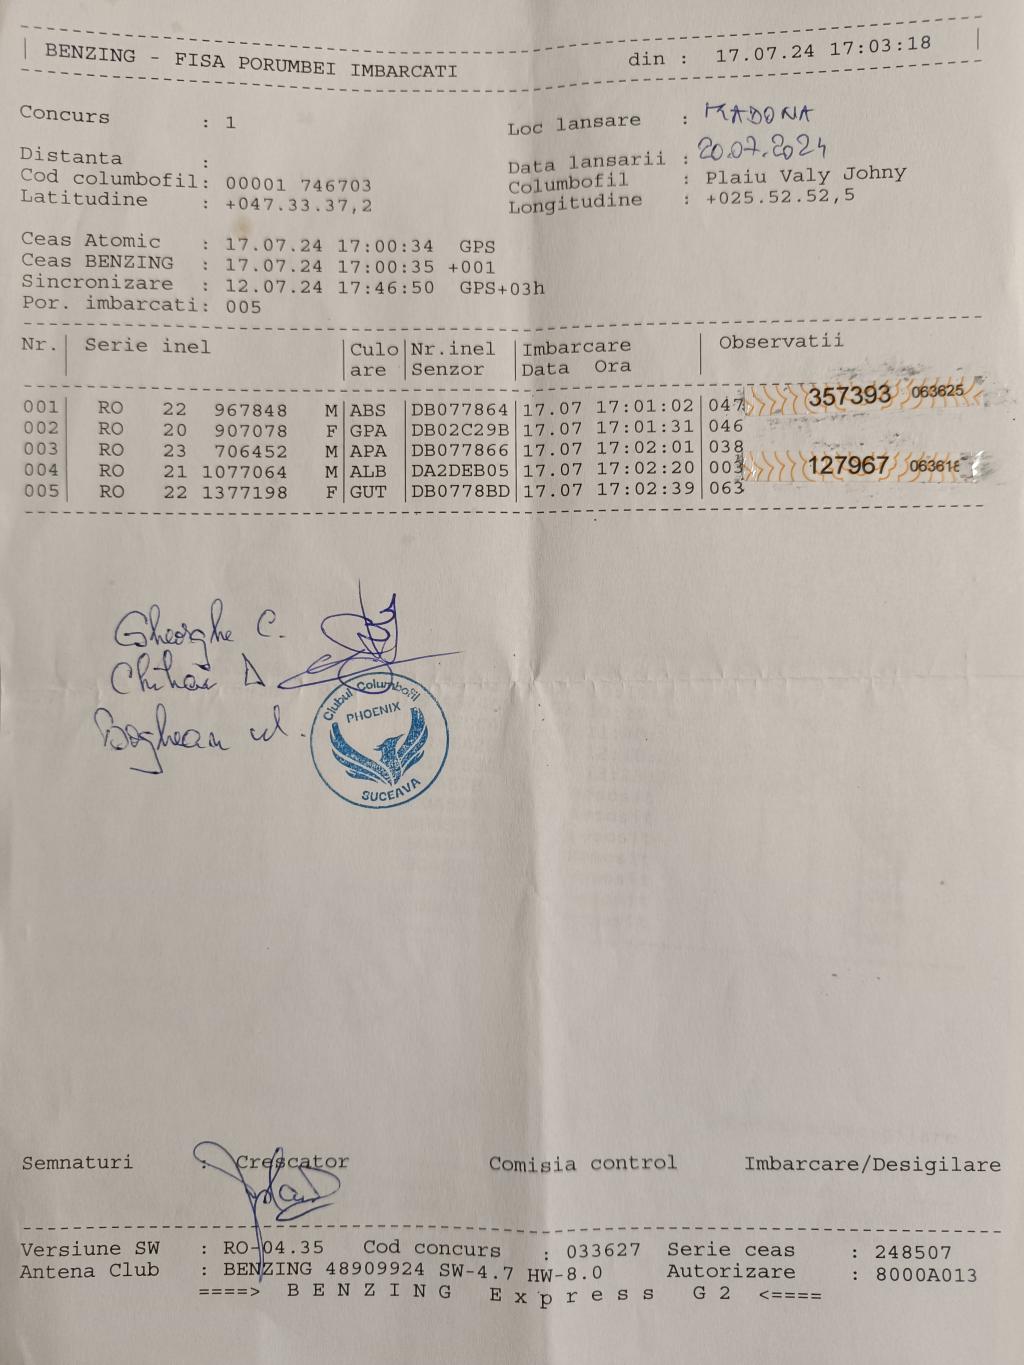 BENZING - FISA PORUMBEI IMBARCATI din : 17.07.24 17:03:18
Concurs : 1 Loc lansare : MADONA
Distanta : Data lansarii : 20.07.2024
Cod columbofil: 00001 746703 Columbofil : Plaiu Valy Johny
Latitudine : +047.33.37,2 Longitudine : +025.52.52,5
Ceas Atomic : 17.07.24 17:00:34 GPS
Ceas BENZING : 17.07.24 17:00:35 +001
Sincronizare : 12.07.24 17:46:50 GPS+03h
Por. imbarcati: 005
Nr. Serie inel Culo Nr.inel Imbarcare Observatii
are Senzor Data Ora
001 RO 22 967848 M ABS DB077864 17.07 17:01:02 047 357393 063625
002 RO 20 907078 F GPA DB02C29B 17.07 17:01:31 046
003 RO 23 706452 M APA DB077866 17.07 17:02:01 038
004 RO 21 1077064 M ALB DA2DEB05 17.07 17:02:20 003 127967
005 RO 22 1377198 F GUT DB0778BD 17.07 17:02:39 063
Gheorghe C.
D
Boghean
Clubul Columbofil
PHOENIX
SUCEAVA
Semnaturi : Crescator Comisia control Imbarcare/Desigilare
Versiune SW : RO-04.35 Cod concurs : 033627 Serie ceas : 248507
Antena Club : BENZING 48909924 SW-4.7 HW-8.0 Autorizare : 8000A013
====> B E N Z I N G E x p r e s s G 2 <====